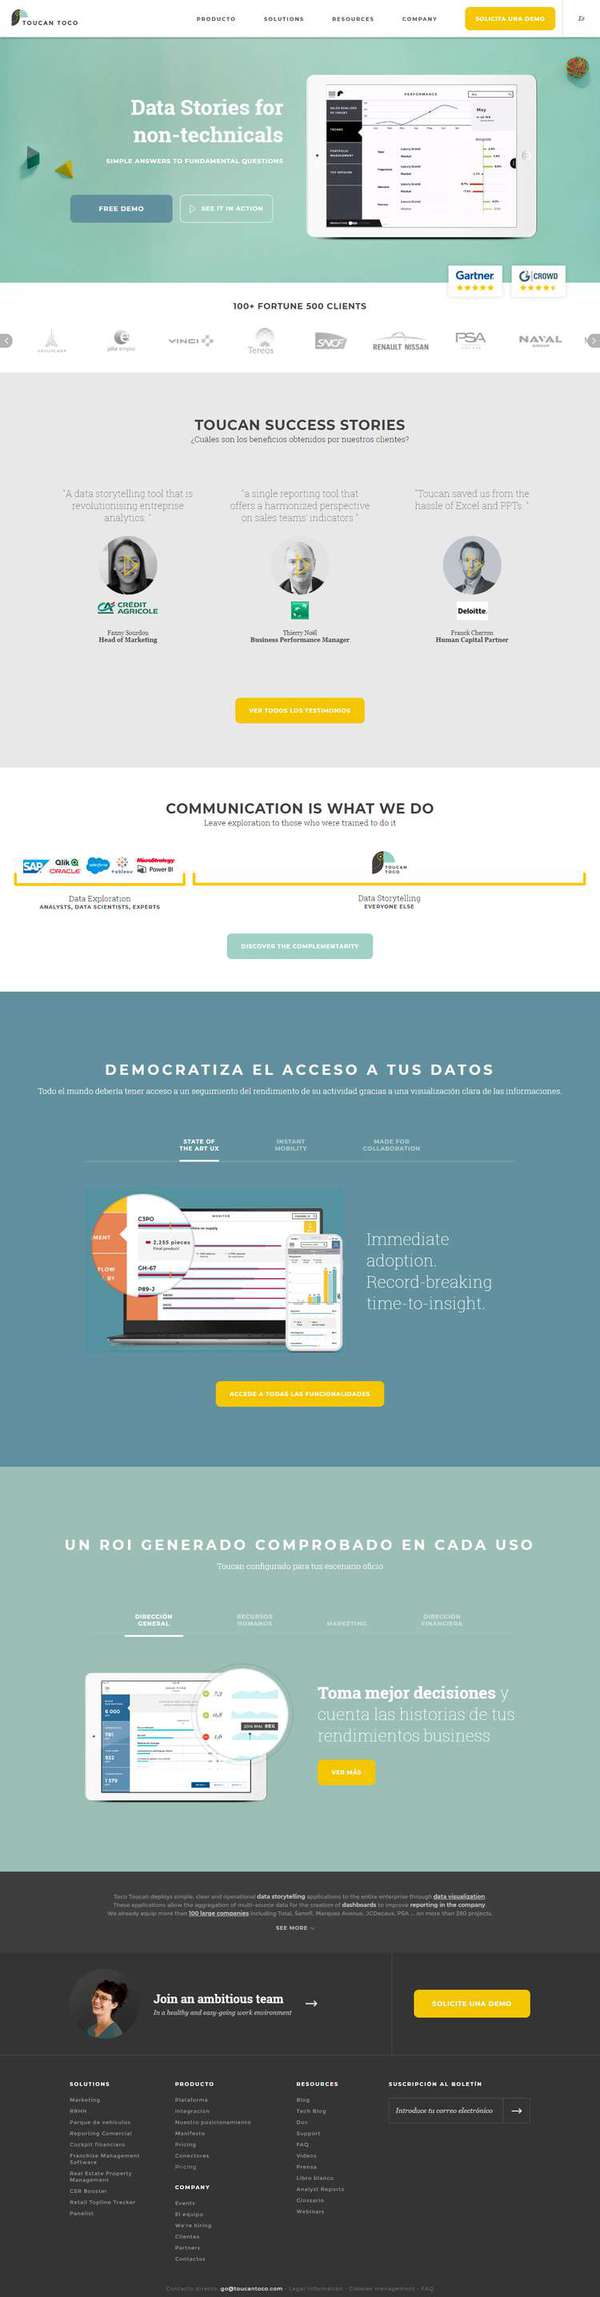 TOUCAN TOCO
PRODUCTO SOLUTIONS RESOURCES COMPANY SOLICITA UNA DEMO
Data Stories for
non-technicals
SIMPLE ANSWERS TO FUNDAMENTAL QUESTIONS
FREE DEMO SEE IT IN ACTION
PERFORMANCE
May
Gartner
CROWD
100+ FORTUNE 500 CLIENTS
VINCI Tereos SNCF RENAULT NISSAN PSA NAVAL
TOUCAN SUCCESS STORIES
¿Cuáles son los beneficios obtenidos por nuestros clientes?
"A data storytelling tool that is
revolutionising entreprise
analytics. "
"a single reporting tool that
offers a harmonized perspective
on sales teams' indicators "
"Toucan saved us from the
hassle of Excel and PPTs. "
CRÉDIT AGRICOLE
Deloitte.
Fanny Sourdou
Head of Marketing
Thierry Noël
Business Performance Manager
Franck Cherron
Human Capital Partner
VER TODOS LOS TESTIMONIOS
COMMUNICATION IS WHAT WE DO
Leave exploration to those who were trained to do it
SAP Qlik ORACLE salesforce tableau MicroStrategy Power BI
TOUCAN TOCO
Data Exploration
ANALYSTS, DATA SCIENTISTS, EXPERTS
Data Storytelling
EVERYONE ELSE
DISCOVER THE COMPLEMENTARITY
DEMOCRATIZA EL ACCESO A TUS DATOS
Todo el mundo debería tener acceso a un seguimiento del rendimiento de su actividad gracias a una visualización clara de las informaciones.
STATE OF
THE ART UX
INSTANT
MOBILITY
MADE FOR
COLLABORATION
MONITOR
C3PO
2,255 pieces
Final product
GH-67
P89-J
Immediate
adoption.
Record-breaking
time-to-insight.
ACCEDE A TODAS LAS FUNCIONALIDADES
UN ROI GENERADO COMPROBADO EN CADA USO
Toucan configurado para tus escenario oficio
DIRECCIÓN
GENERAL
RECURSOS
HUMANOS
MARKETING
DIRECCIÓN
FINANCIERA
Toma mejor decisiones y
cuenta las historias de tus
rendimientos business
VER MÁS
Toco Toucan deploys simple, clear and operational data storytelling applications to the entire enterprise through data visualization
These applications allow the aggregation of multi-source data for the creation of dashboards to improve reporting in the company.
We already equip more than 100 large companies including Total, Sanofi, Marques Avenue, JCDecaux, PSA ... on more than 280 projects.
SEE MORE
Join an ambitious team
In a healthy and easy-going work environment
SOLICITE UNA DEMO
SOLUTIONS
Marketing
RRHH
Parque de vehículos
Reporting Comercial
Cockpit financiero
Franchise Management
Software
Real Estate Property
Management
CSR Booster
Retail Topline Tracker
Panelist
PRODUCTO
Plataforma
Integración
Nuestro posicionamiento
Manifesto
Pricing
Conectores
Pricing
COMPANY
Events
El equipo
We're hiring
Clientes
Partners
Contactos
RESOURCES
Blog
Tech Blog
Doc
Support
FAQ
Videos
Prensa
Libro blanco
Analyst Reports
Glossario
Webinars
SUSCRIPCIÓN AL BOLETÍN
Introduce tu correo electrónico
Contacto directo: go@toucantoco.com - Legal Information - Cookies management - FAQ